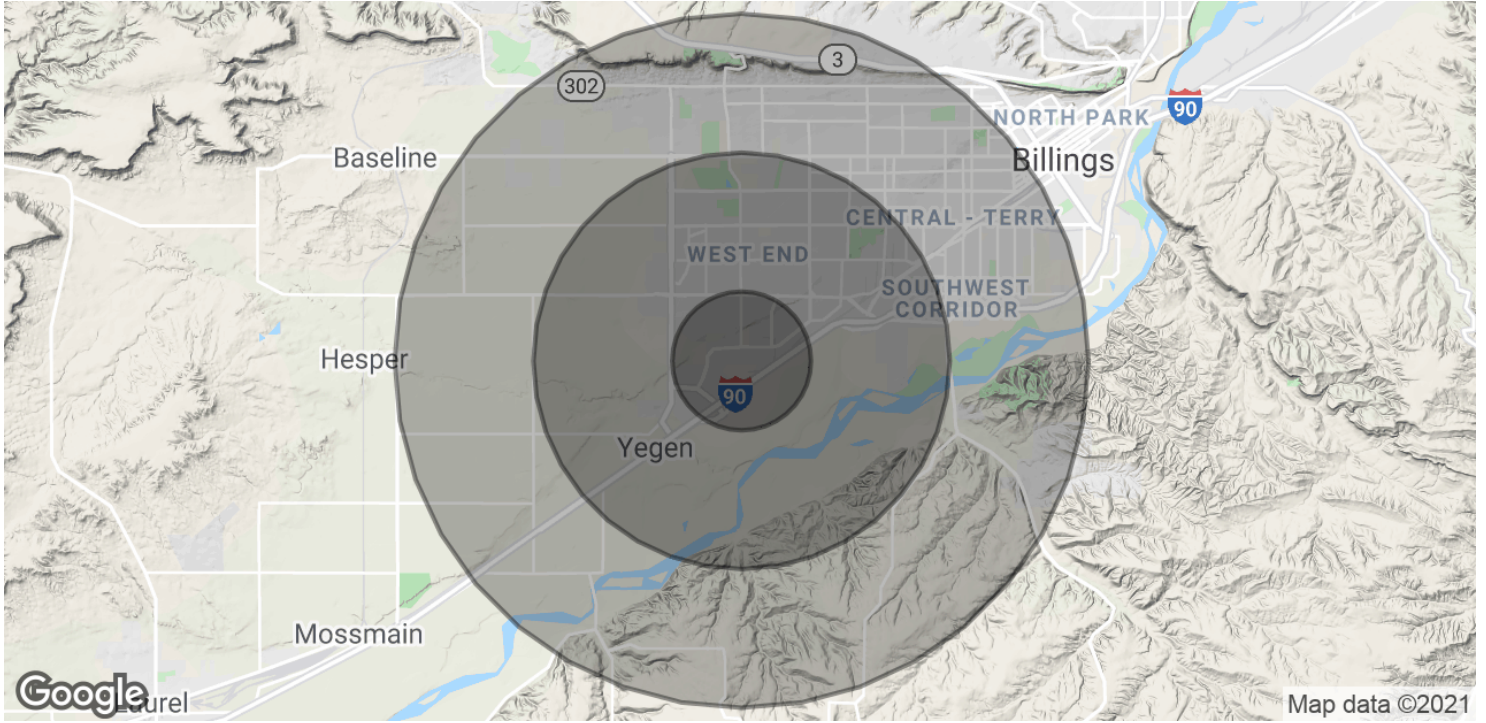 3
302
90
NORTH PARK
Baseline
Billings
CENTRAL - TERRY
WEST END
SOUTHWEST
CORRIDOR
Hesper
90
Yegen
Mossmain
Google
Laurel
Map data ©2021